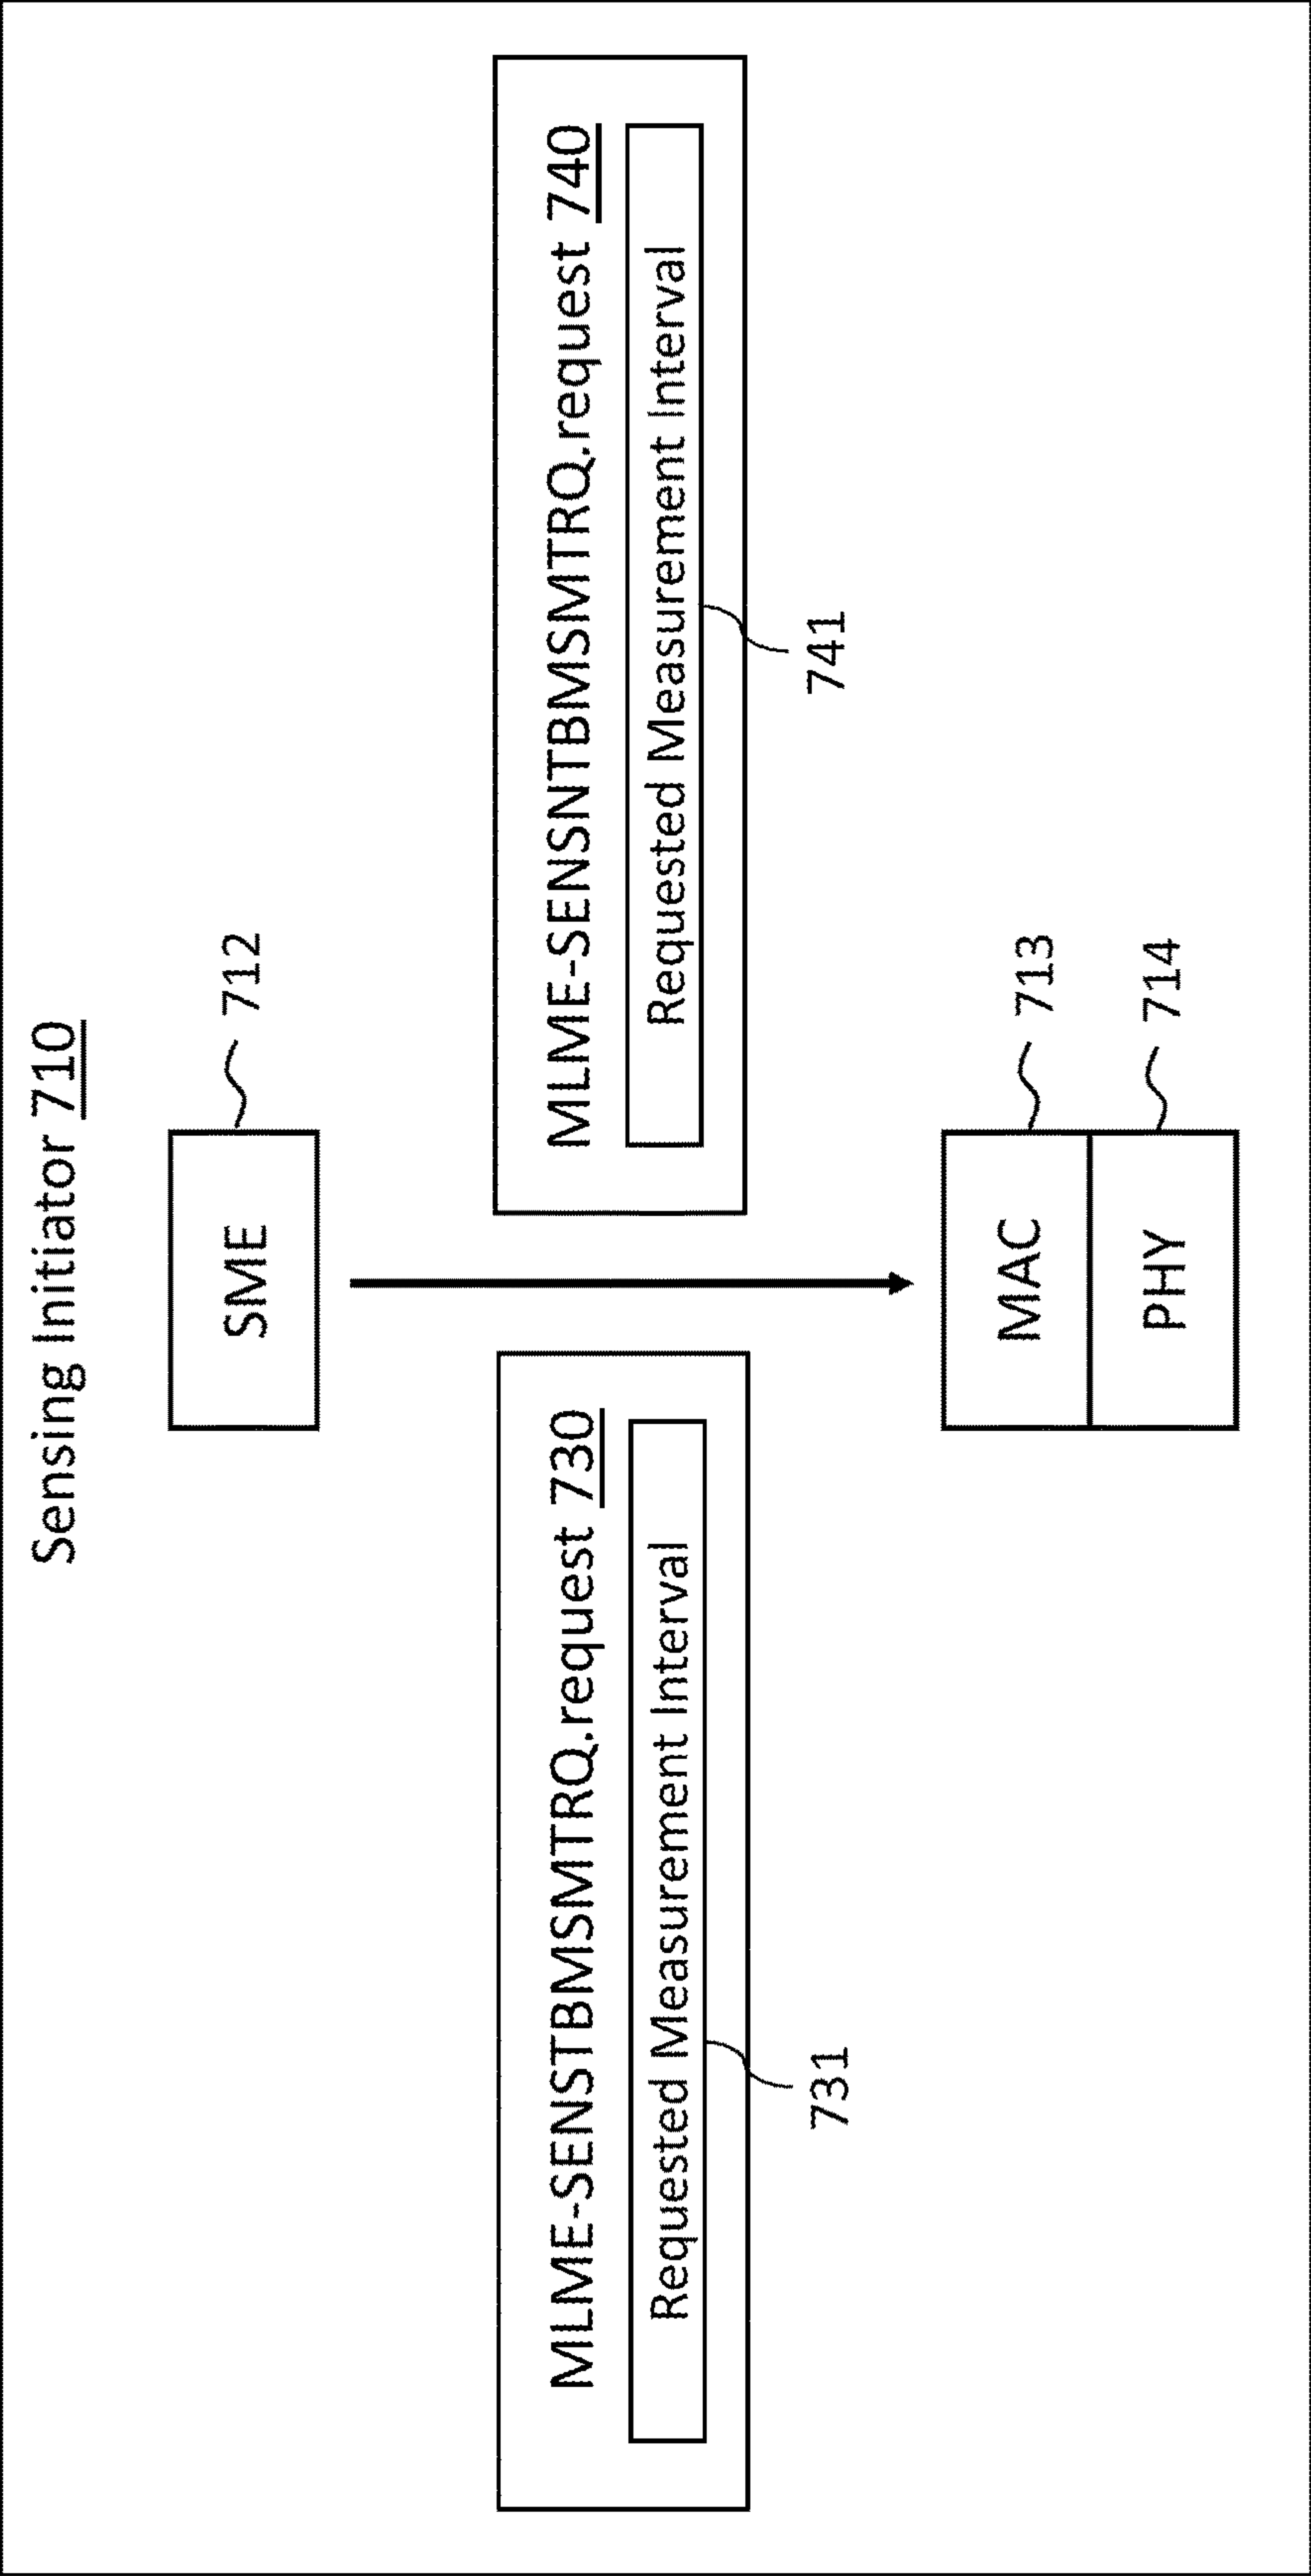 Sensing Initiator 710
SME
712
MLME-SENSTBMSMTRQ.request 730
Requested Measurement Interval
731
MLME-SENSNTBMSMTRQ.request 740
Requested Measurement Interval
741
MAC
713
PHY
714